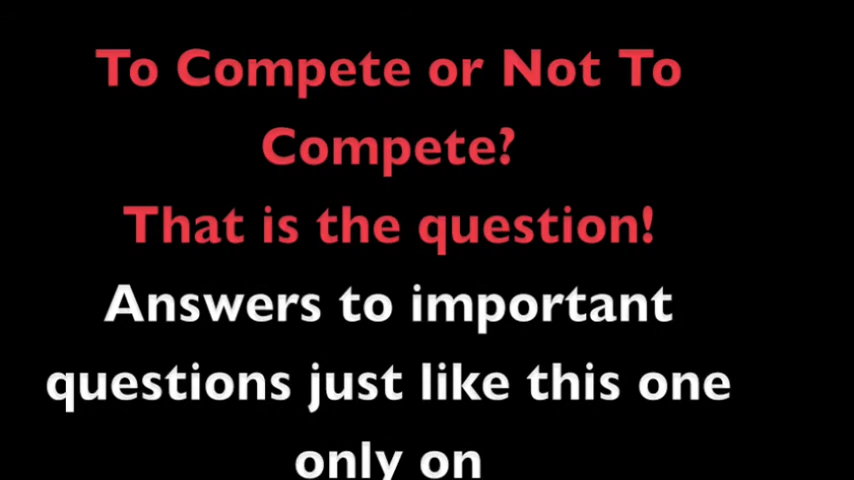 To Compete or Not To
Compete?
That is the question!
Answers to important
questions just like this one
only on